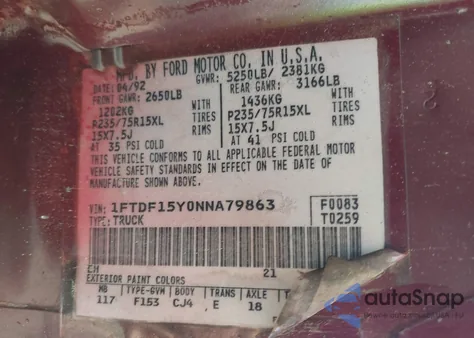 MFD. BY FORD MOTOR CO. IN U.S.A.
DATE: 04/92 GVWR: 5250LB/ 2381KG
FRONT GAWR: 2650LB REAR GAWR: 3166LB
1202KG WITH 1436KG WITH
P235/75R15XL TIRES P235/75R15XL TIRES
15X7.5J RIMS 15X7.5J RIMS
AT 35 PSI COLD AT 41 PSI COLD
THIS VEHICLE CONFORMS TO ALL APPLICABLE FEDERAL MOTOR
VEHICLE SAFETY STANDARDS IN EFFECT ON THE DATE OF
MANUFACTURE SHOWN ABOVE.
VIN: 1FTDF15Y0NNA79863 F0083
TYPE: TRUCK T0259
EM 21
EXTERIOR PAINT COLORS
WB TYPE-GVW BODY TRANS AXLE
117 F153 CJ4 E 18
autoSnap